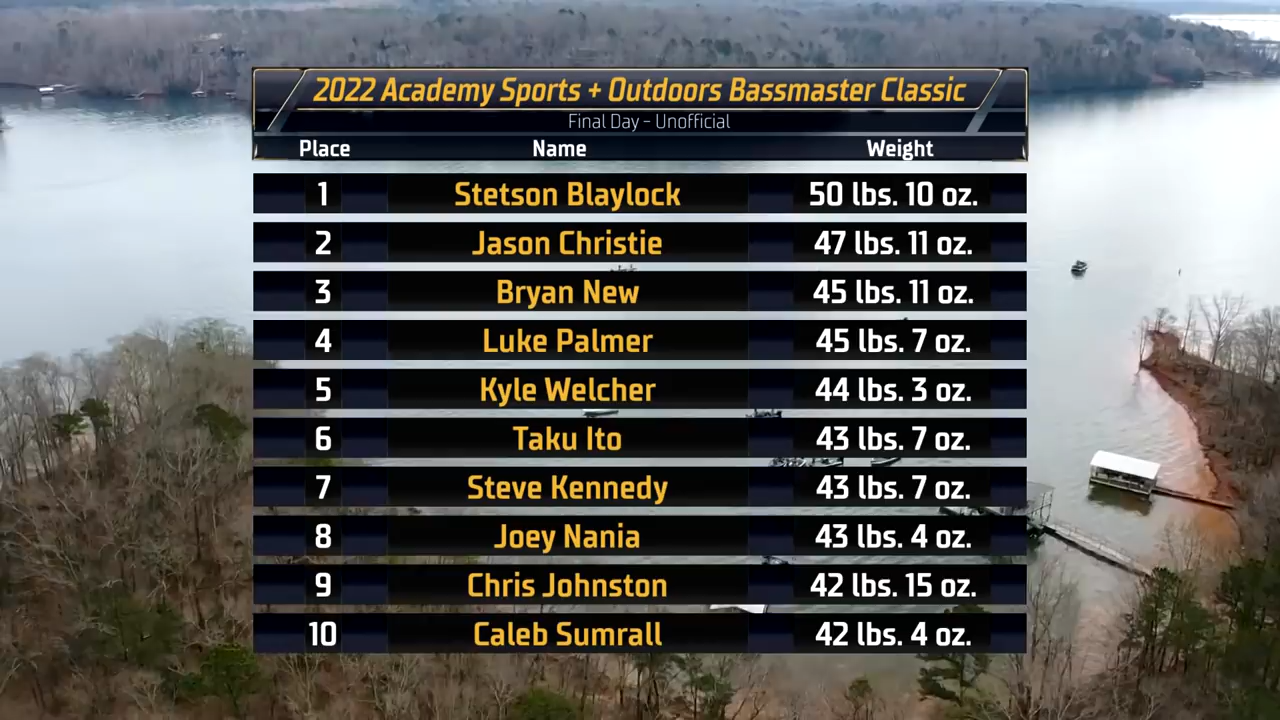 2022 Academy Sports + Outdoors Bassmaster Classic
Final Day - Unofficial
Place Name Weight
1 Stetson Blaylock 50 lbs. 10 oz.
2 Jason Christie 47 lbs. 11 oz.
3 Bryan New 45 lbs. 11 oz.
4 Luke Palmer 45 lbs. 7 oz.
5 Kyle Welcher 44 lbs. 3 oz.
6 Taku Ito 43 lbs. 7 oz.
7 Steve Kennedy 43 lbs. 7 oz.
8 Joey Nania 43 lbs. 4 oz.
9 Chris Johnston 42 lbs. 15 oz.
10 Caleb Sumrall 42 lbs. 4 oz.